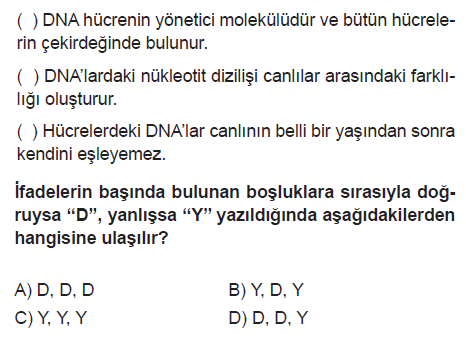 ( ) DNA hücrenin yönetici molekülüdür ve bütün hücrele-
rin çekirdeğinde bulunur.
( ) DNA'lardaki nükleotit dizilişi canlılar arasındaki farklı-
lığı oluşturur.
( ) Hücrelerdeki DNA'lar canlının belli bir yaşından sonra
kendini eşleyemez.
İfadelerin başında bulunan boşluklara sırasıyla doğ-
ruysa “D”, yanlışsa “Y” yazıldığında aşağıdakilerden
hangisine ulaşılır?
A) D, D, D B) Y, D, Y
C) Y, Y, Y D) D, D, Y